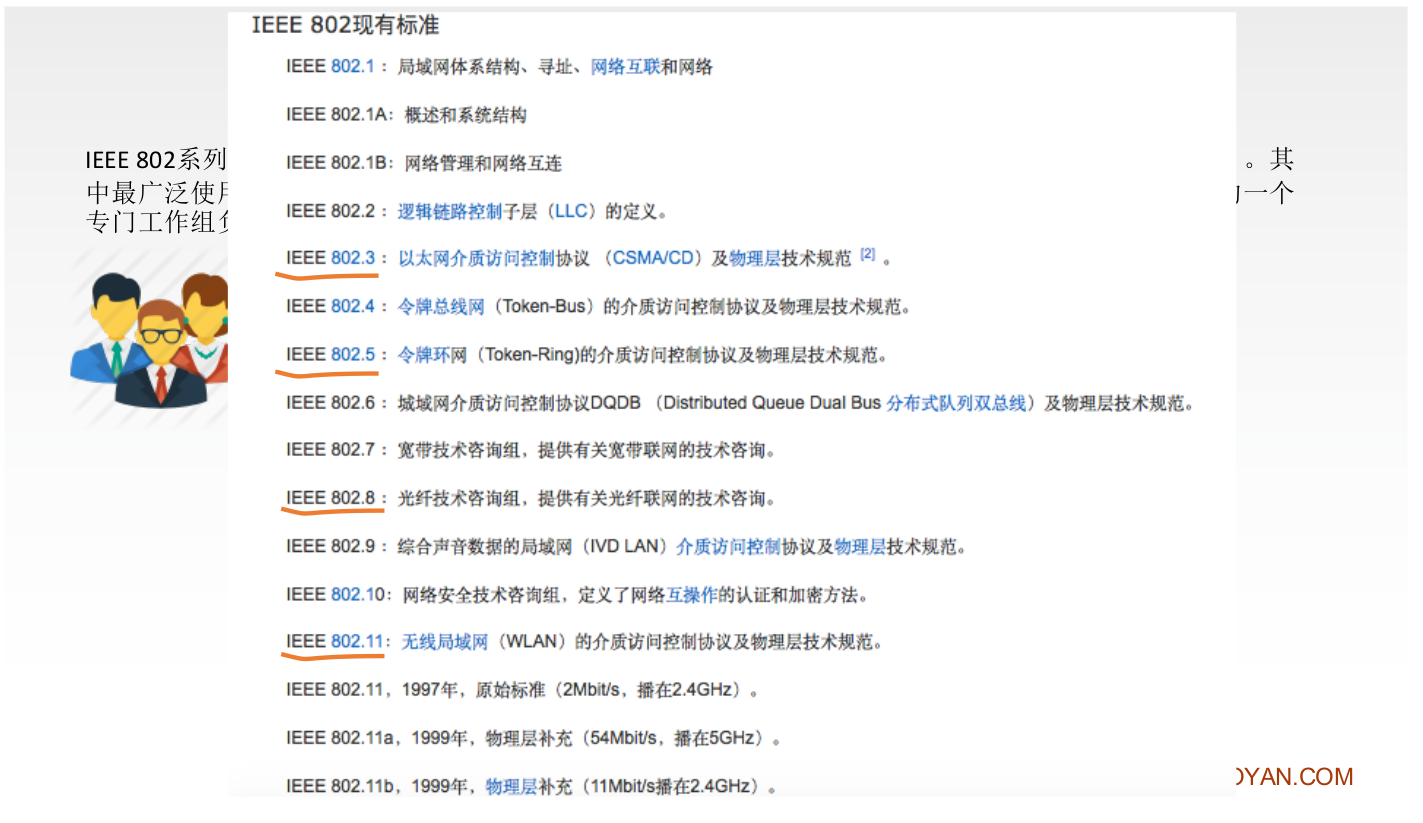 IEEE 802现有标准
IEEE 802.1：局域网体系结构、寻址、网络互联和网络
IEEE 802.1A：概述和系统结构
IEEE 802.1B：网络管理和网络互连
IEEE 802系列
。其
中最广泛使用
一个
专门工作组负
IEEE 802.2：逻辑链路控制子层（LLC）的定义。
IEEE 802.3：以太网介质访问控制协议 （CSMA/CD）及物理层技术规范 [2] 。
IEEE 802.4：令牌总线网（Token-Bus）的介质访问控制协议及物理层技术规范。
IEEE 802.5：令牌环网（Token-Ring)的介质访问控制协议及物理层技术规范。
IEEE 802.6：城域网介质访问控制协议DQDB （Distributed Queue Dual Bus 分布式队列双总线）及物理层技术规范。
IEEE 802.7：宽带技术咨询组，提供有关宽带联网的技术咨询。
IEEE 802.8：光纤技术咨询组，提供有关光纤联网的技术咨询。
IEEE 802.9：综合声音数据的局域网（IVD LAN）介质访问控制协议及物理层技术规范。
IEEE 802.10：网络安全技术咨询组，定义了网络互操作的认证和加密方法。
IEEE 802.11：无线局域网（WLAN）的介质访问控制协议及物理层技术规范。
IEEE 802.11，1997年，原始标准（2Mbit/s，播在2.4GHz）。
IEEE 802.11a，1999年，物理层补充（54Mbit/s，播在5GHz）。
IEEE 802.11b，1999年，物理层补充（11Mbit/s播在2.4GHz）。
OYAN.COM